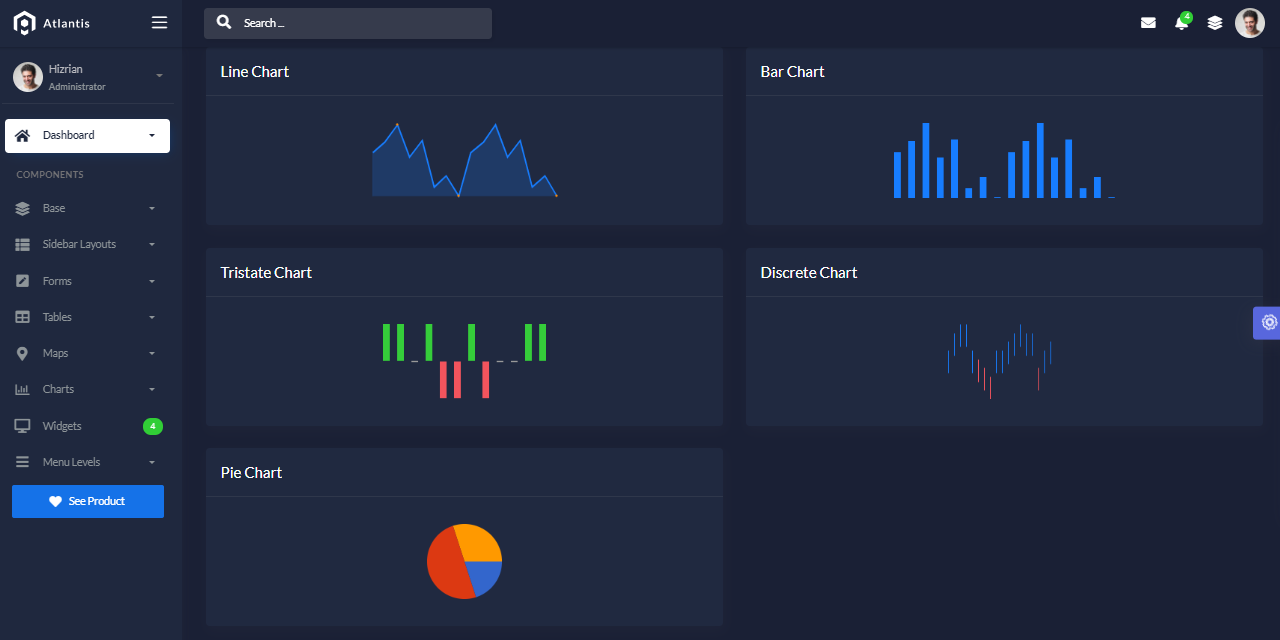 Atlantis
Search ...
4
Hizrian
Administrator
Dashboard
COMPONENTS
Base
Sidebar Layouts
Forms
Tables
Maps
Charts
Widgets 4
Menu Levels
See Product
Line Chart
Bar Chart
Tristate Chart
Discrete Chart
Pie Chart